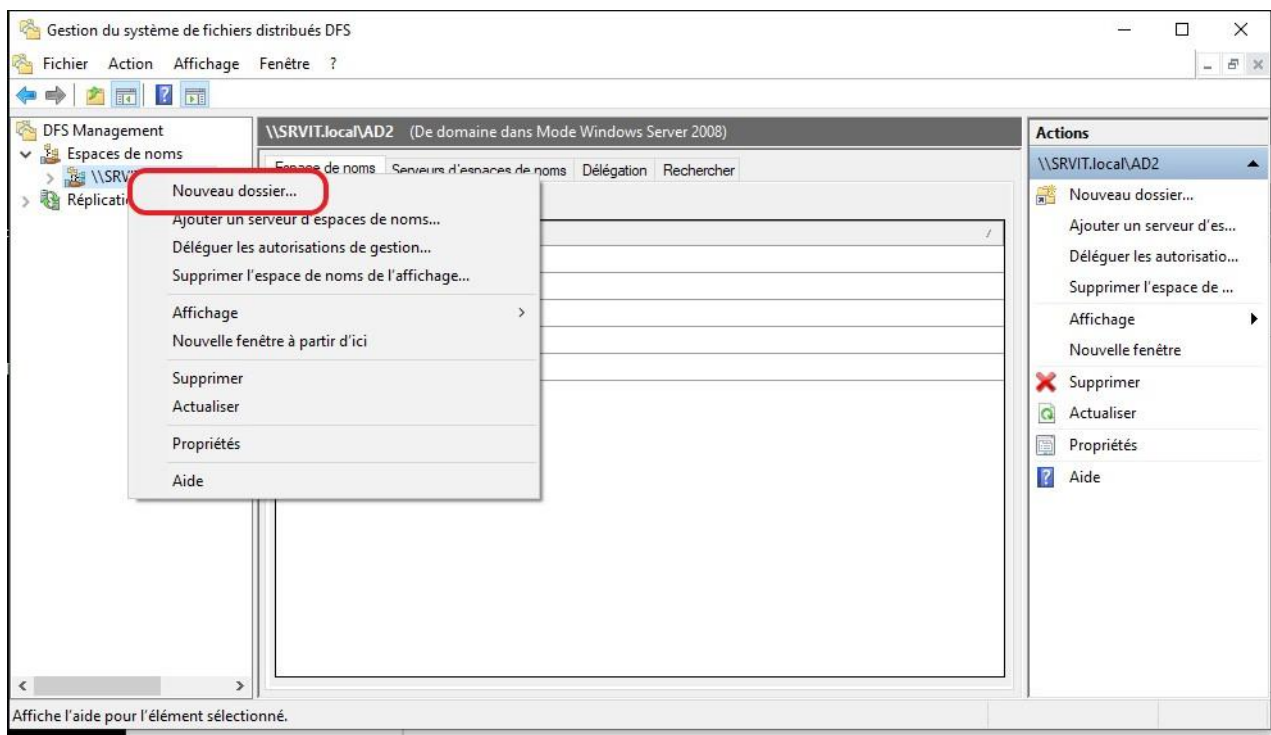 Gestion du système de fichiers distribués DFS
Fichier Action Affichage Fenêtre ?
DFS Management
Espaces de noms
\\SRV
Réplicati
\\SRVIT.local\AD2 (De domaine dans Mode Windows Server 2008)
Espace de noms Serveurs d'espaces de noms Délégation Rechercher
Nouveau dossier...
Ajouter un serveur d'espaces de noms...
Déléguer les autorisations de gestion...
Supprimer l'espace de noms de l'affichage...
Affichage
Nouvelle fenêtre à partir d'ici
Supprimer
Actualiser
Propriétés
Aide
Actions
\\SRVIT.local\AD2
Nouveau dossier...
Ajouter un serveur d'es...
Déléguer les autorisatio...
Supprimer l'espace de ...
Affichage
Nouvelle fenêtre
Supprimer
Actualiser
Propriétés
Aide
Affiche l'aide pour l'élément sélectionné.